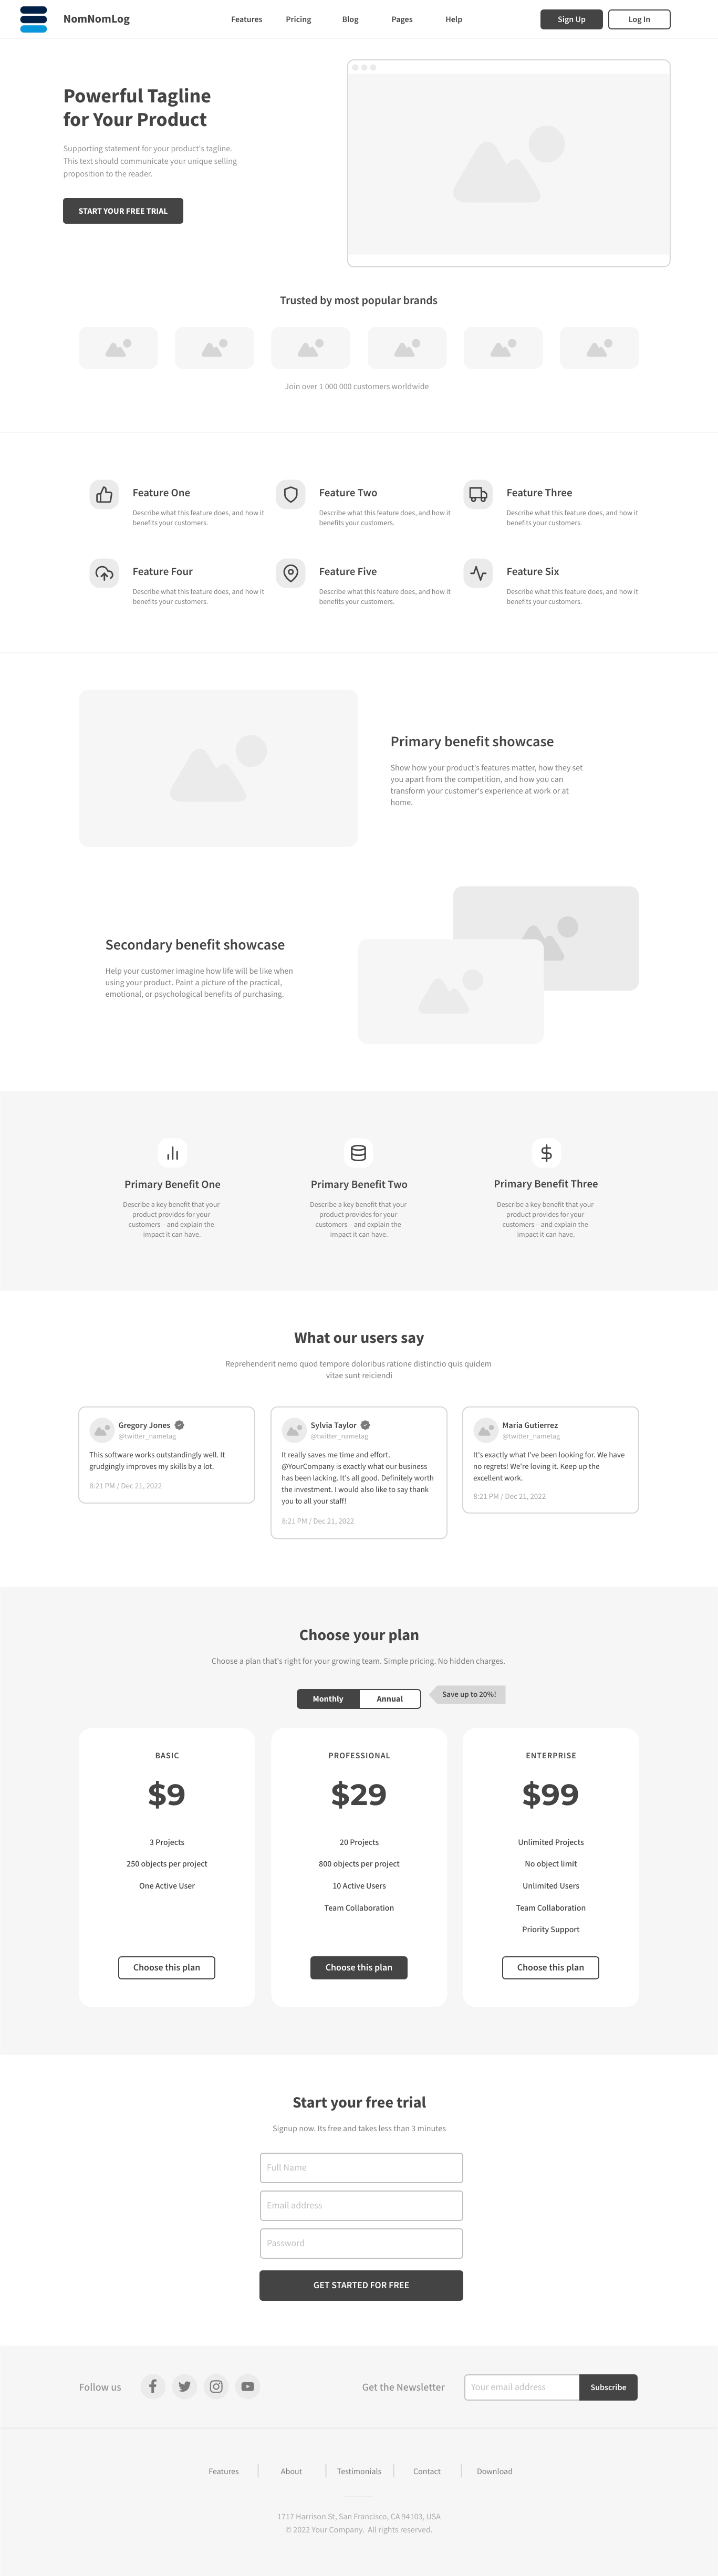 NomNomLog
Features
Pricing
Blog
Pages
Help
Sign Up
Log In
Powerful Tagline
for Your Product
Supporting statement for your product's tagline.
This text should communicate your unique selling
proposition to the reader.
START YOUR FREE TRIAL
Trusted by most popular brands
Join over 1 000 000 customers worldwide
Feature One
Describe what this feature does, and how it
benefits your customers.
Feature Two
Describe what this feature does, and how it
benefits your customers.
Feature Three
Describe what this feature does, and how it
benefits your customers.
Feature Four
Describe what this feature does, and how it
benefits your customers.
Feature Five
Describe what this feature does, and how it
benefits your customers.
Feature Six
Describe what this feature does, and how it
benefits your customers.
Primary benefit showcase
Show how your product's features matter, how they set
you apart from the competition, and how you can
transform your customer's experience at work or at
home.
Secondary benefit showcase
Help your customer imagine how life will be like when
using your product. Paint a picture of the practical,
emotional, or psychological benefits of purchasing.
Primary Benefit One
Describe a key benefit that your
product provides for your
customers – and explain the
impact it can have.
Primary Benefit Two
Describe a key benefit that your
product provides for your
customers – and explain the
impact it can have.
Primary Benefit Three
Describe a key benefit that your
product provides for your
customers – and explain the
impact it can have.
What our users say
Reprehenderit nemo quod tempore doloribus ratione distinctio quis quidem
vitae sunt reiciendi
Gregory Jones
@twitter_nametag
This software works outstandingly well. It
grudgingly improves my skills by a lot.
8:21 PM / Dec 21, 2022
Sylvia Taylor
@twitter_nametag
It really saves me time and effort.
@YourCompany is exactly what our business
has been lacking. It's all good. Definitely worth
the investment. I would also like to say thank
you to all your staff!
8:21 PM / Dec 21, 2022
Maria Gutierrez
@twitter_nametag
It's exactly what I've been looking for. We have
no regrets! We're loving it. Keep up the
excellent work.
8:21 PM / Dec 21, 2022
Choose your plan
Choose a plan that's right for your growing team. Simple pricing. No hidden charges.
Monthly
Annual
Save up to 20%!
BASIC
$9
3 Projects
250 objects per project
One Active User
Choose this plan
PROFESSIONAL
$29
20 Projects
800 objects per project
10 Active Users
Team Collaboration
Choose this plan
ENTERPRISE
$99
Unlimited Projects
No object limit
Unlimited Users
Team Collaboration
Priority Support
Choose this plan
Start your free trial
Signup now. Its free and takes less than 3 minutes
Full Name
Email address
Password
GET STARTED FOR FREE
Follow us
Get the Newsletter
Your email address
Subscribe
Features
About
Testimonials
Contact
Download
1717 Harrison St, San Francisco, CA 94103, USA
© 2022 Your Company. All rights reserved.